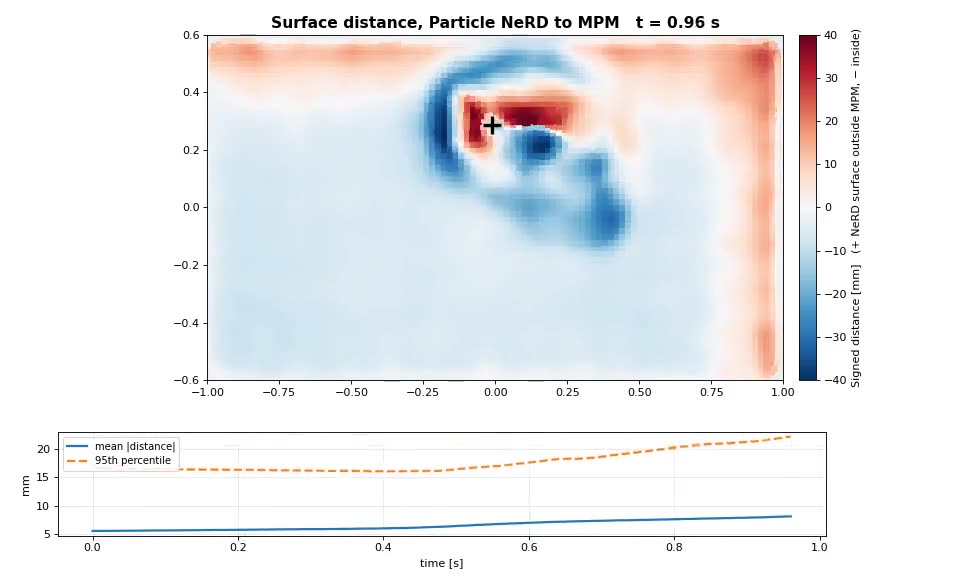 Surface distance, Particle NeRD to MPM   t = 0.96 s
0.6
0.4
0.2
0.0
−0.2
−0.4
−0.6
−1.00 −0.75 −0.50 −0.25 0.00 0.25 0.50 0.75 1.00
40
30
20
10
0
−10
−20
−30
−40
Signed distance [mm]   (+ NeRD surface outside MPM, − inside)
mean |distance|
95th percentile
20
15
10
5
mm
0.0 0.2 0.4 0.6 0.8 1.0
time [s]